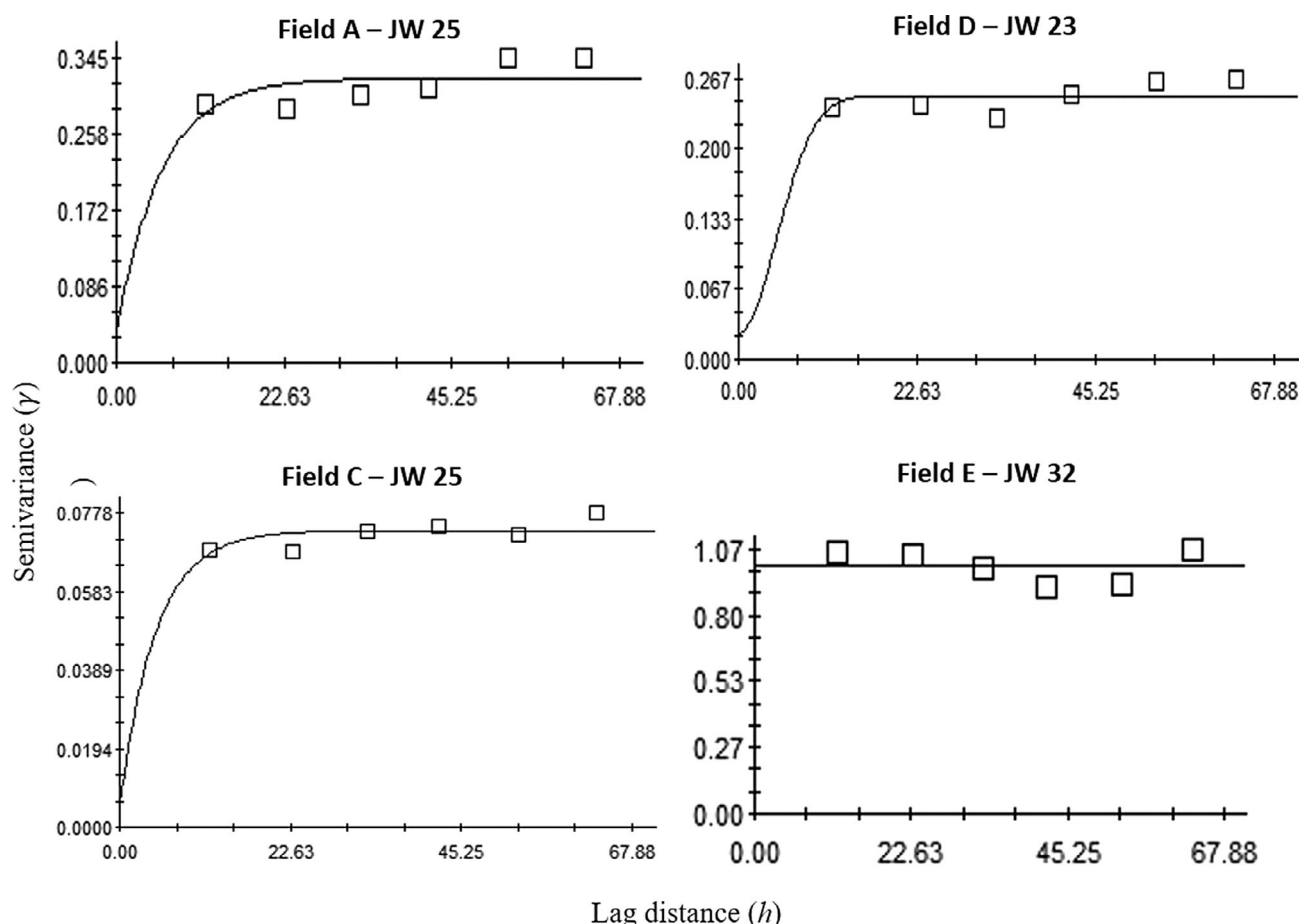 Field A – JW 25
0.345
0.258
0.172
0.086
0.000
0.00 22.63 45.25 67.88
Field D – JW 23
0.267
0.200
0.133
0.067
0.000
0.00 22.63 45.25 67.88
Semivariance (γ)
)
Field C – JW 25
0.0778
0.0583
0.0389
0.0194
0.0000
0.00 22.63 45.25 67.88
Field E – JW 32
1.07
0.80
0.53
0.27
0.00
0.00 22.63 45.25 67.88
Lag distance (h)